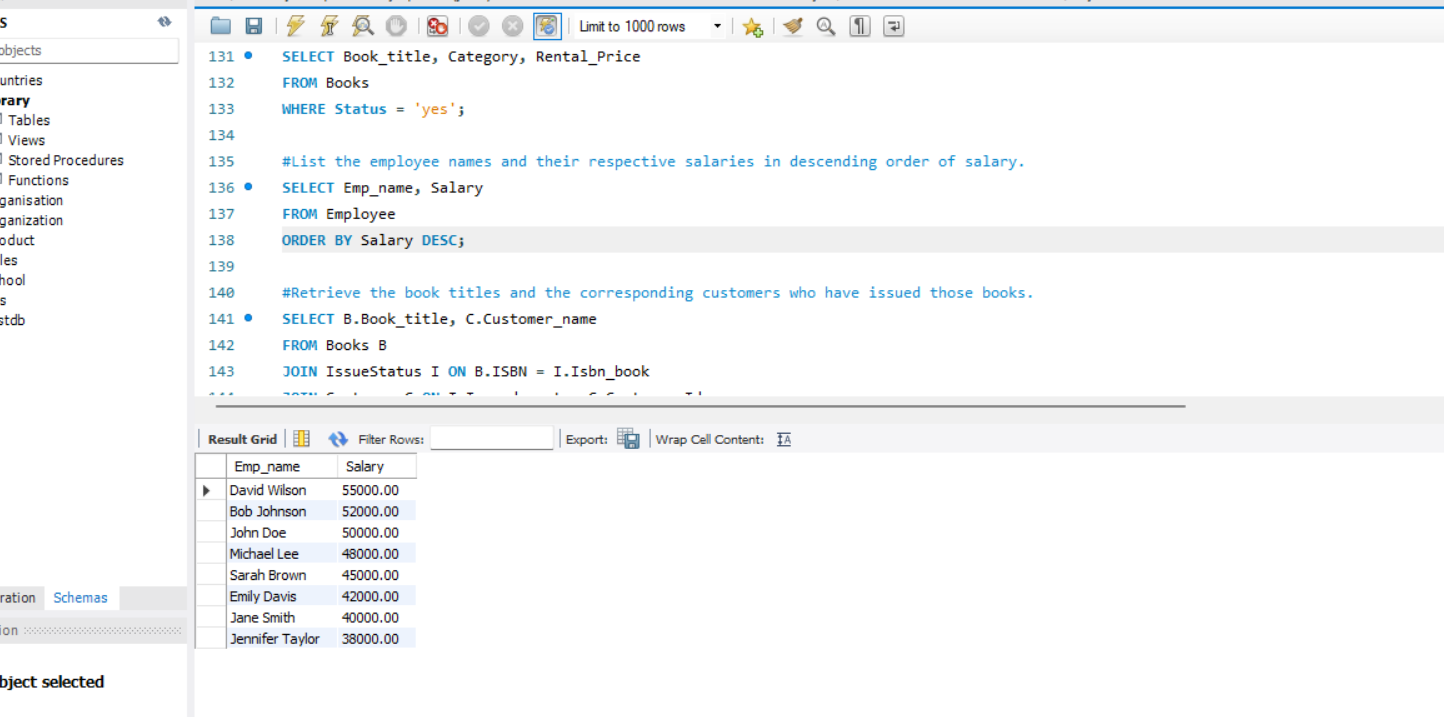 S
objects
untries
rary
Tables
Views
Stored Procedures
Functions
ganisation
ganization
oduct
les
hool
s
stdb
ration Schemas
ion
bject selected
Limit to 1000 rows
131 SELECT Book_title, Category, Rental_Price
132 FROM Books
133 WHERE Status = 'yes';
134
135 #List the employee names and their respective salaries in descending order of salary.
136 SELECT Emp_name, Salary
137 FROM Employee
138 ORDER BY Salary DESC;
139
140 #Retrieve the book titles and the corresponding customers who have issued those books.
141 SELECT B.Book_title, C.Customer_name
142 FROM Books B
143 JOIN IssueStatus I ON B.ISBN = I.Isbn_book
Result Grid Filter Rows: Export: Wrap Cell Content: IA
Emp_name Salary
David Wilson 55000.00
Bob Johnson 52000.00
John Doe 50000.00
Michael Lee 48000.00
Sarah Brown 45000.00
Emily Davis 42000.00
Jane Smith 40000.00
Jennifer Taylor 38000.00